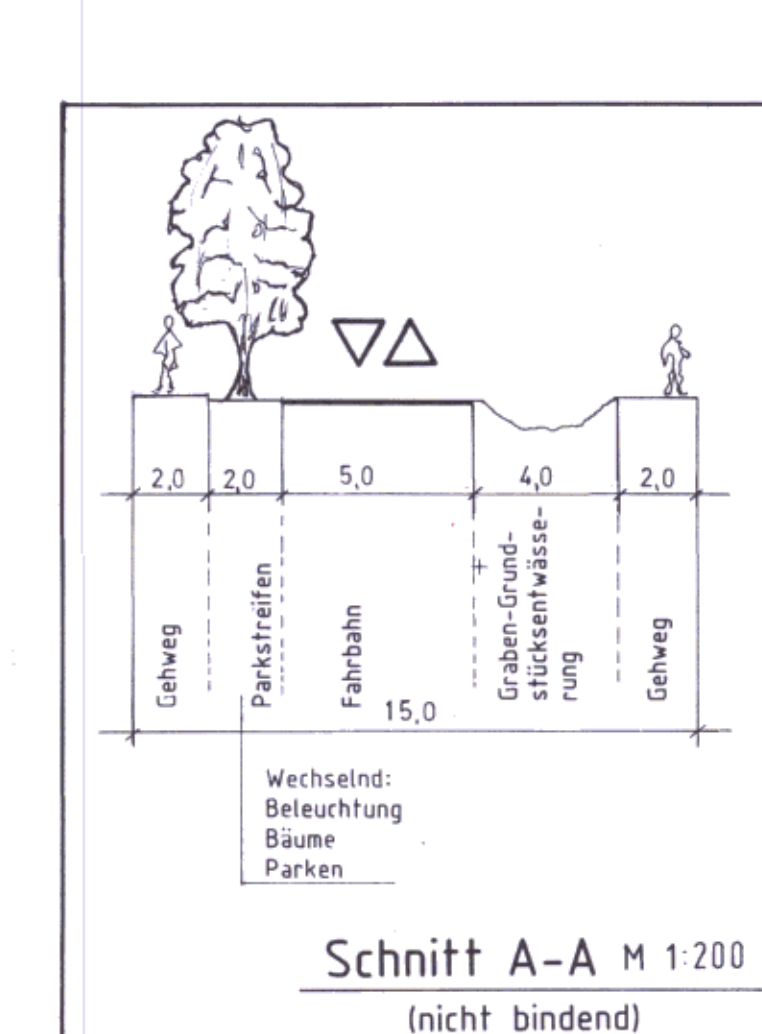 2,0 2,0 5,0 4,0 2,0
Gehweg
Parkstreifen
Fahrbahn
Graben-Grund-
stücksentwässe-
rung
Gehweg
15,0
Wechselnd:
Beleuchtung
Bäume
Parken
Schnitt A-A M 1:200
(nicht bindend)